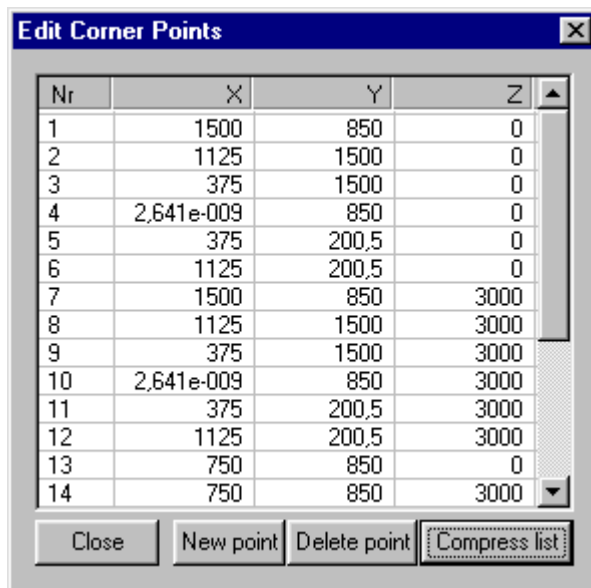 Edit Corner Points
Nr X Y Z
1 1500 850 0
2 1125 1500 0
3 375 1500 0
4 2,641e-009 850 0
5 375 200,5 0
6 1125 200,5 0
7 1500 850 3000
8 1125 1500 3000
9 375 1500 3000
10 2,641e-009 850 3000
11 375 200,5 3000
12 1125 200,5 3000
13 750 850 0
14 750 850 3000
Close New point Delete point Compress list